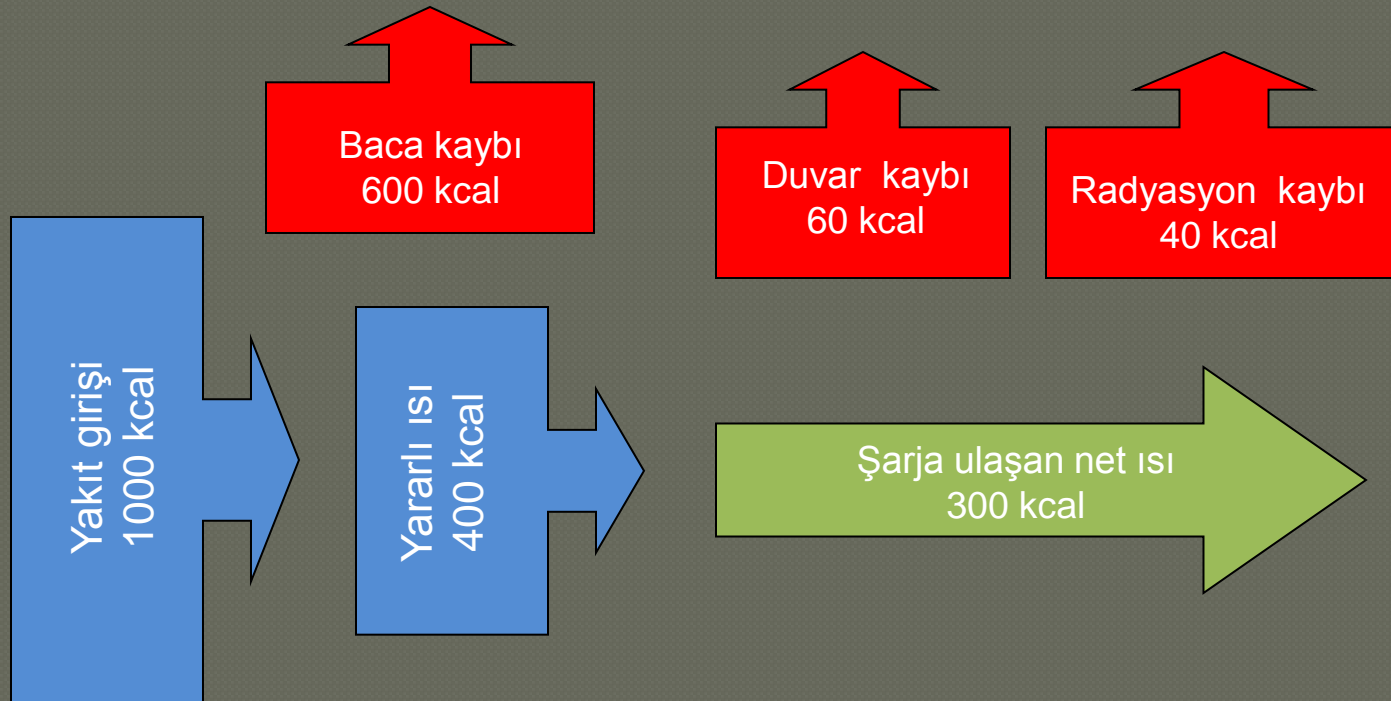 Baca kaybı
600 kcal
Duvar kaybı
60 kcal
Radyasyon kaybı
40 kcal
Yakıt girişi
1000 kcal
Yararlı ısı
400 kcal
Şarja ulaşan net ısı
300 kcal